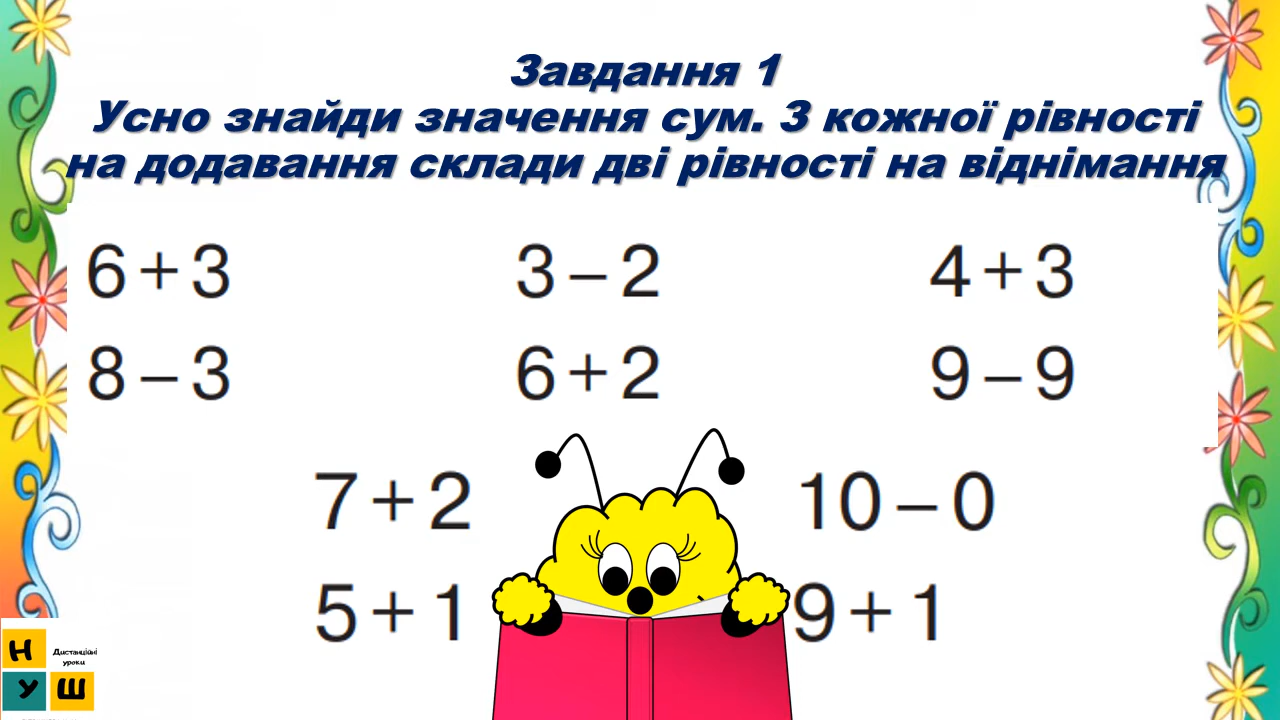 Завдання 1
Усно знайди значення сум. З кожної рівності
на додавання склади дві рівності на віднімання
6 + 3 3 – 2 4 + 3
8 – 3 6 + 2 9 – 9
7 + 2 10 – 0
5 + 1 9 + 1
Н Дистанційні
уроки
У Ш